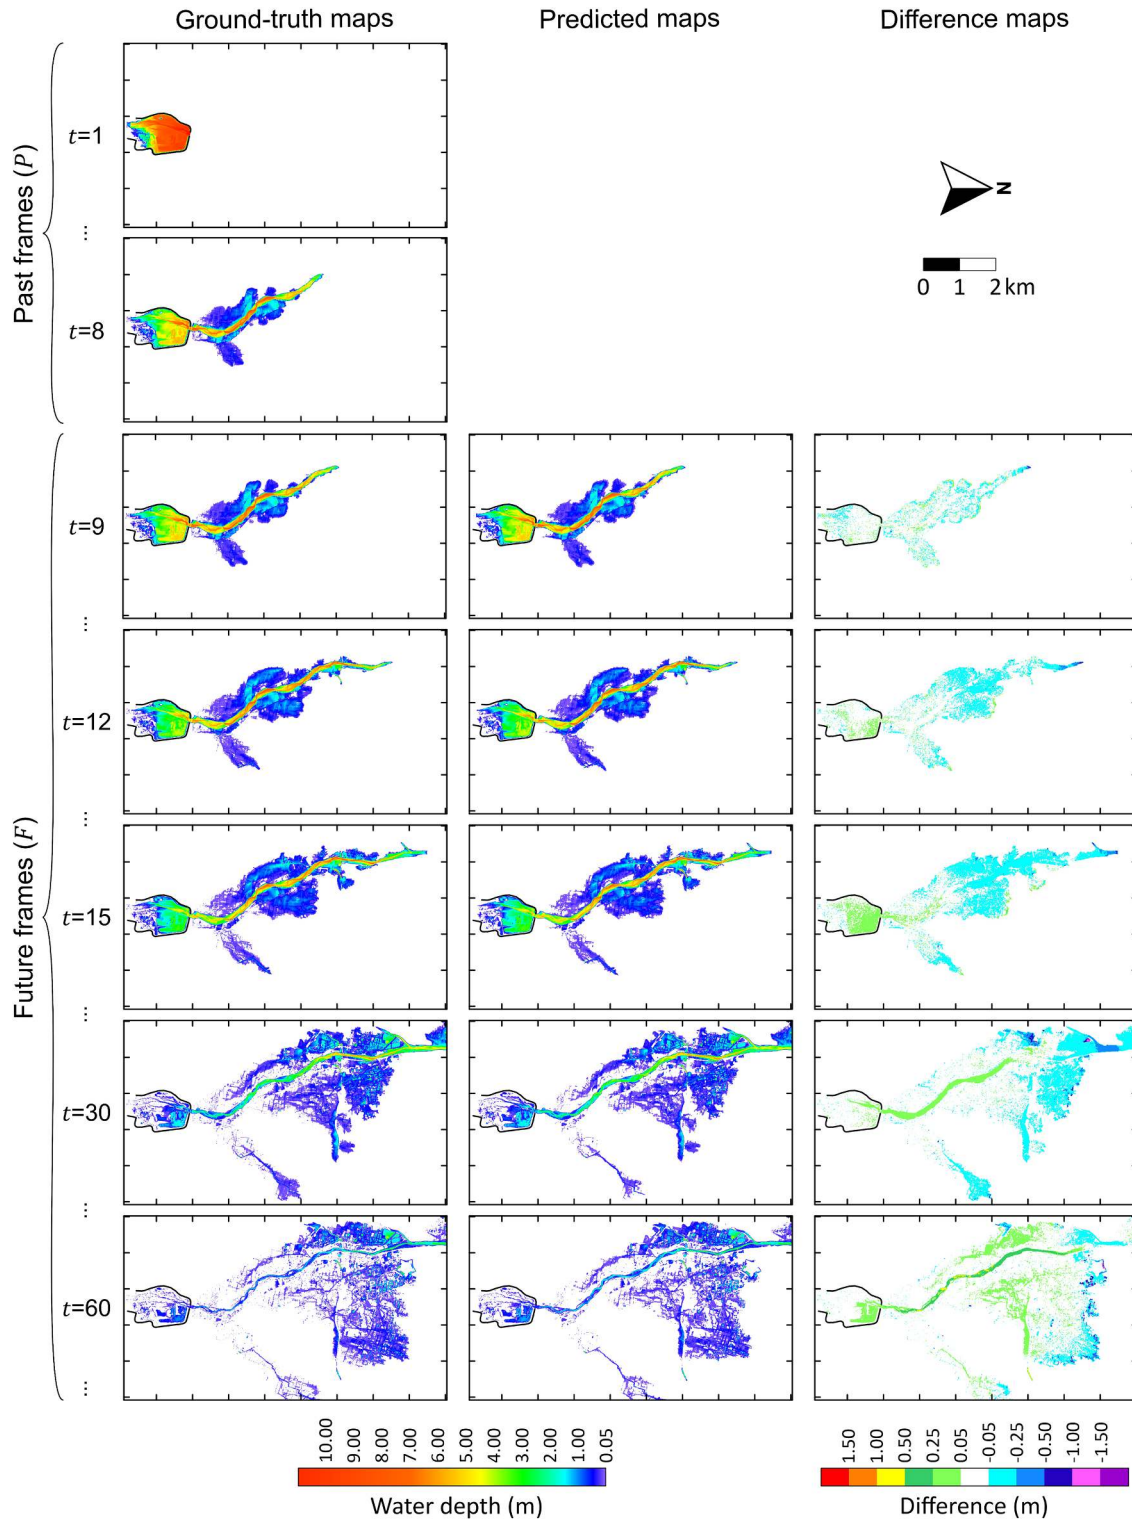 Ground-truth maps Predicted maps Difference maps
Past frames (P)
t=1
...
N
0 1 2 km
t=8
Future frames (F)
t=9
...
t=12
...
t=15
...
t=30
...
t=60
...
10.00 9.00 8.00 7.00 6.00 5.00 4.00 3.00 2.00 1.00 0.05
Water depth (m)
1.50 1.00 0.50 0.25 0.05 -0.05 -0.25 -0.50 -1.00 -1.50
Difference (m)